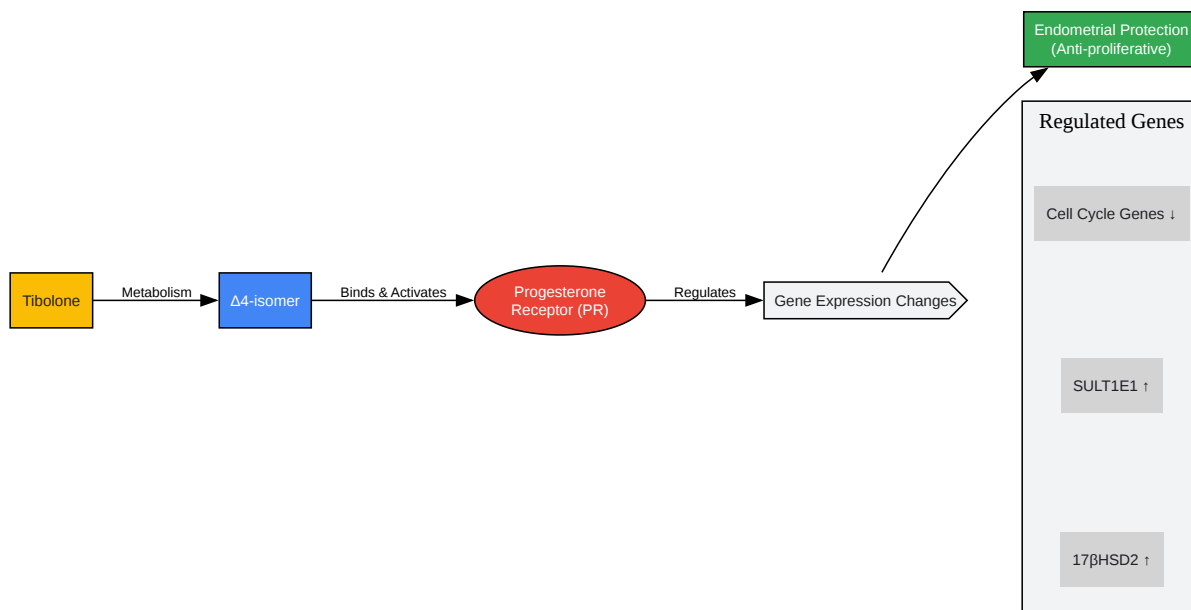 Endometrial Protection
(Anti-proliferative)
Regulated Genes
Cell Cycle Genes ↓
Tibolone
Metabolism
Δ4-isomer
Binds & Activates
Progesterone
Receptor (PR)
Regulates
Gene Expression Changes
SULT1E1 ↑
17βHSD2 ↑